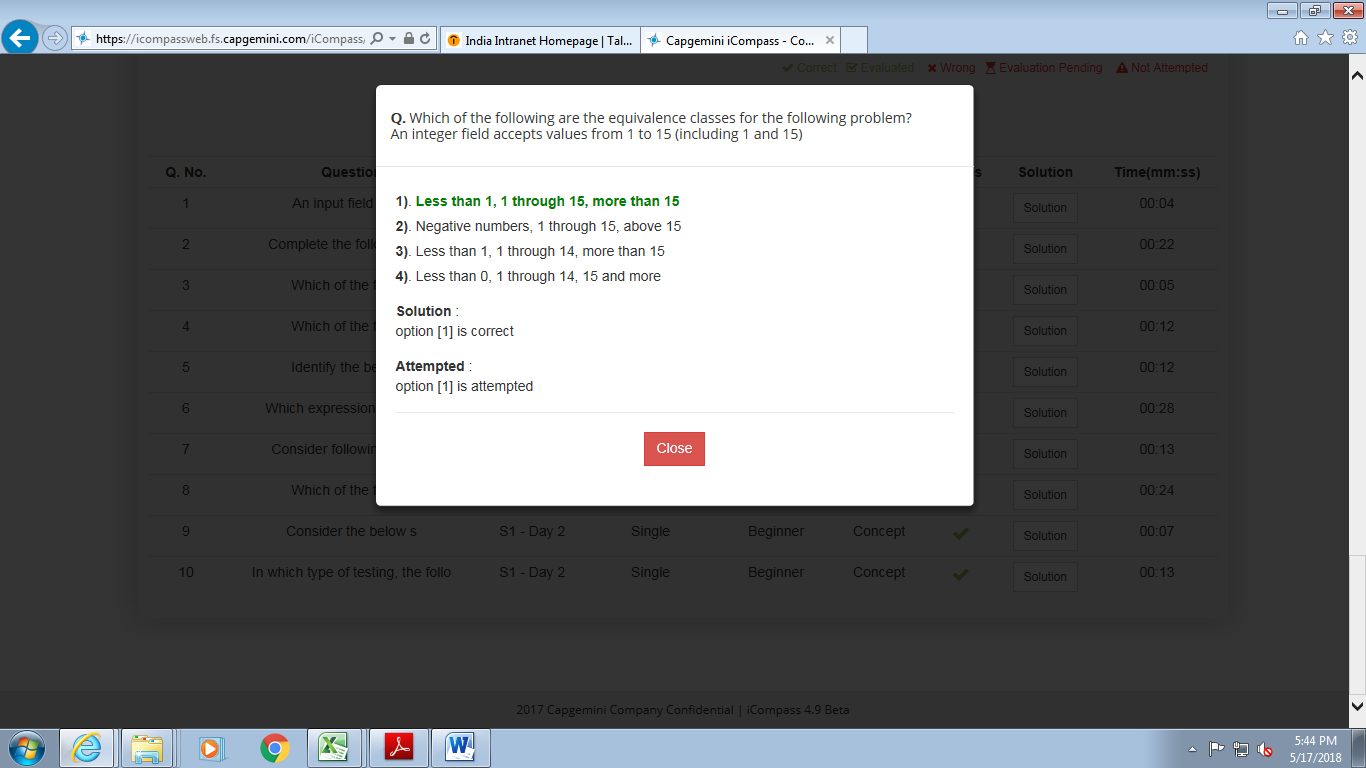 https://icompassweb.fs.capgemini.com/iCompass,
India Intranet Homepage | Tal...
Capgemini iCompass - Co...
Correct Evaluated Wrong Evaluation Pending Not Attempted
Q. Which of the following are the equivalence classes for the following problem?
An integer field accepts values from 1 to 15 (including 1 and 15)
1). Less than 1, 1 through 15, more than 15
2). Negative numbers, 1 through 15, above 15
3). Less than 1, 1 through 14, more than 15
4). Less than 0, 1 through 14, 15 and more
Solution :
option [1] is correct
Attempted :
option [1] is attempted
Close
Q. No. Question s Solution Time(mm:ss)
1 An input field Solution 00:04
2 Complete the foll Solution 00:22
3 Which of the f Solution 00:05
4 Which of the f Solution 00:12
5 Identify the be Solution 00:12
6 Which expression Solution 00:28
7 Consider followin Solution 00:13
8 Which of the f Solution 00:24
9 Consider the below s S1 - Day 2 Single Beginner Concept Solution 00:07
10 In which type of testing, the follo S1 - Day 2 Single Beginner Concept Solution 00:13
2017 Capgemini Company Confidential | iCompass 4.9 Beta
5:44 PM
5/17/2018